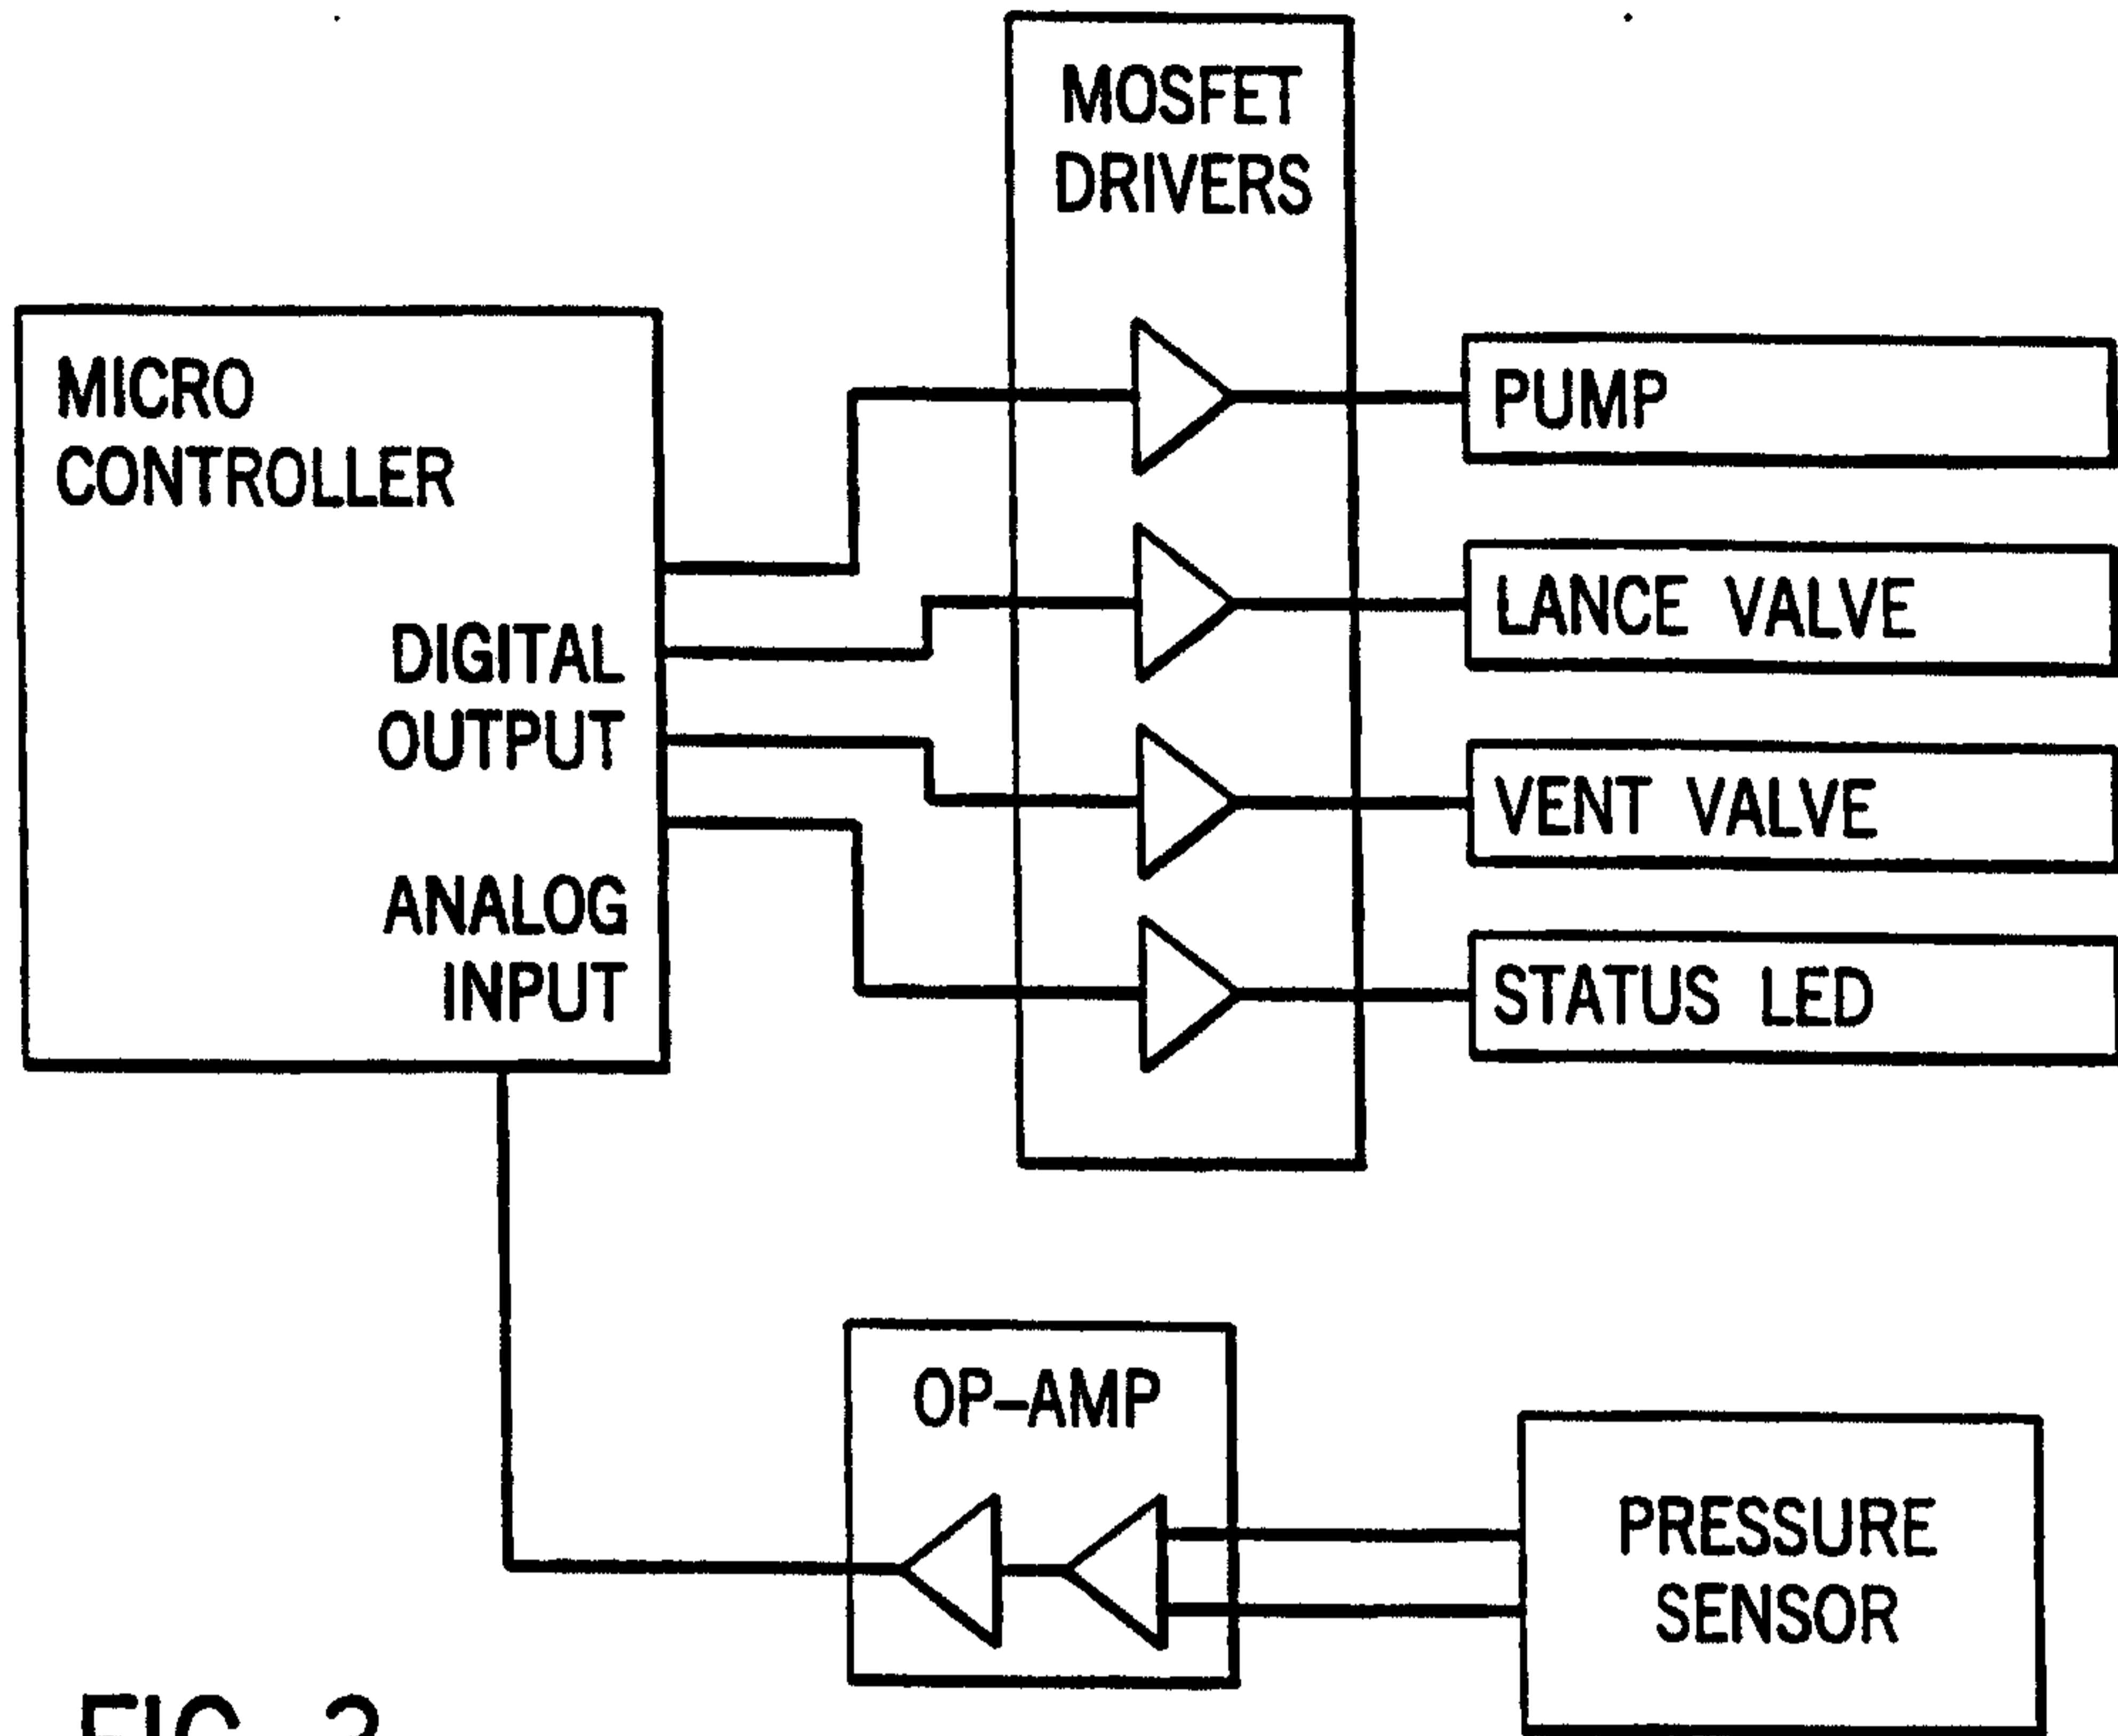 MOSFET
DRIVERS
MICRO
CONTROLLER
DIGITAL
OUTPUT
ANALOG
INPUT
PUMP
LANCE VALVE
VENT VALVE
STATUS LED
OP-AMP
PRESSURE
SENSOR